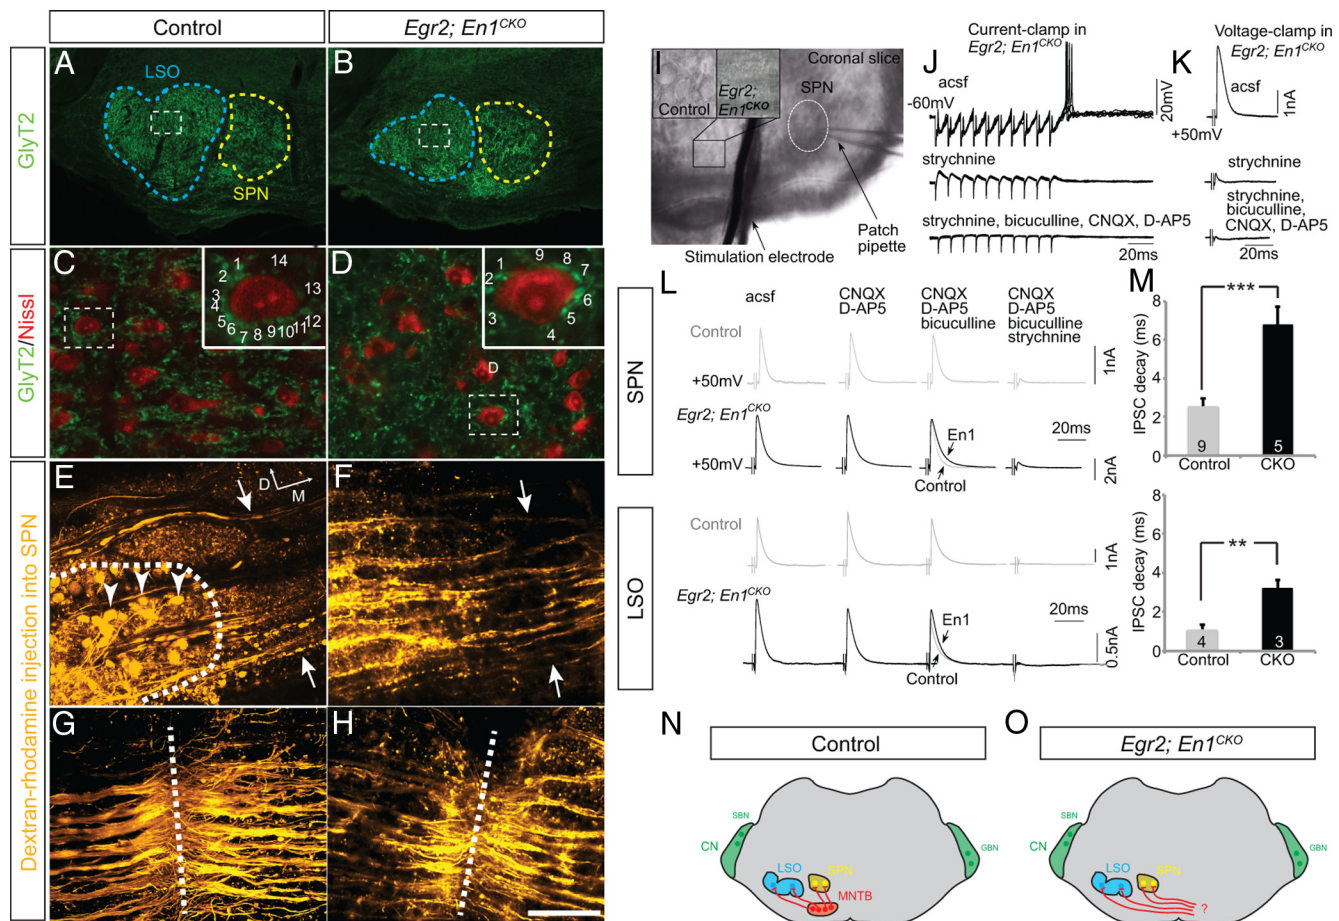 Control
Egr2; En1CKO
GlyT2
A
LSO
SPN
B
GlyT2/Nissl
C
1
2
3
4
5
6
7
8
9
10
11
12
13
14
D
1
2
3
4
5
6
7
8
9
D
Dextran-rhodamine injection into SPN
E
D
M
F
G
H
I
Coronal slice
SPN
Control
Egr2;
En1CKO
Patch
pipette
Stimulation electrode
J
Current-clamp in
Egr2; En1CKO
acsf
-60mV
20mV
strychnine
strychnine, bicuculline, CNQX, D-AP5
20ms
K
Voltage-clamp in
Egr2; En1CKO
acsf
1nA
+50mV
strychnine
strychnine,
bicuculline,
CNQX, D-AP5
20ms
L
SPN
acsf
CNQX
D-AP5
CNQX
D-AP5
bicuculline
CNQX
D-AP5
bicuculline
strychnine
Control
+50mV
1nA
Egr2; En1CKO
En1
20ms
+50mV
Control
2nA
LSO
Control
1nA
Egr2; En1CKO
En1
20ms
Control
0.5nA
M
IPSC decay (ms)
8
6
4
2
0
***
9
5
Control
CKO
IPSC decay (ms)
8
6
4
2
0
**
4
3
Control
CKO
N
Control
SBN
CN
LSO
SPN
MNTB
GBN
O
Egr2; En1CKO
SBN
CN
LSO
SPN
?
GBN